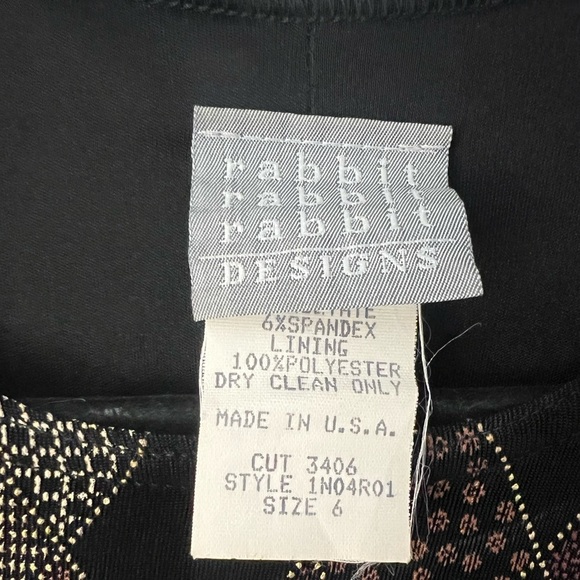 rabbit
rabbit
rabbit
DESIGNS
6%SPANDEX
LINING
100%POLYESTER
DRY CLEAN ONLY
MADE IN U.S.A.
CUT 3406
STYLE 1N04R01
SIZE 6